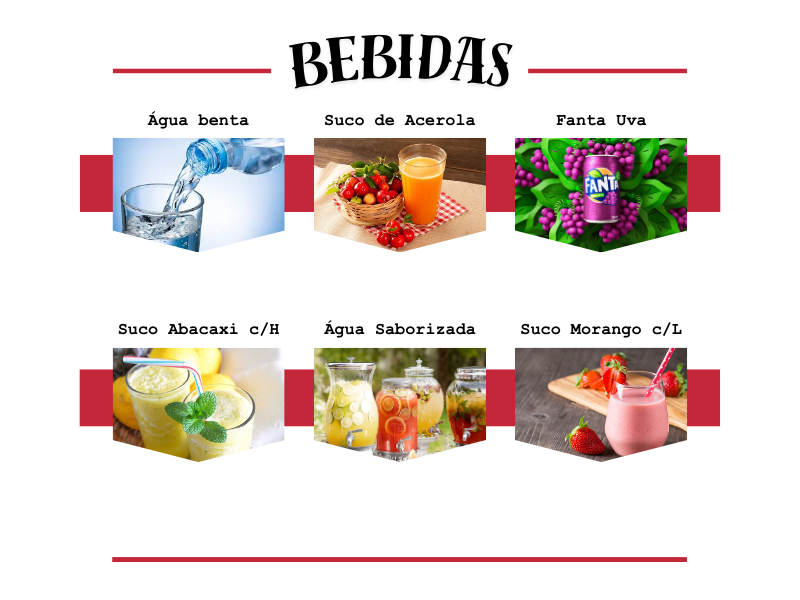 BEBIDAS
Água benta
Suco de Acerola
Fanta Uva
FANTA
Suco Abacaxi c/H
Água Saborizada
Suco Morango c/L